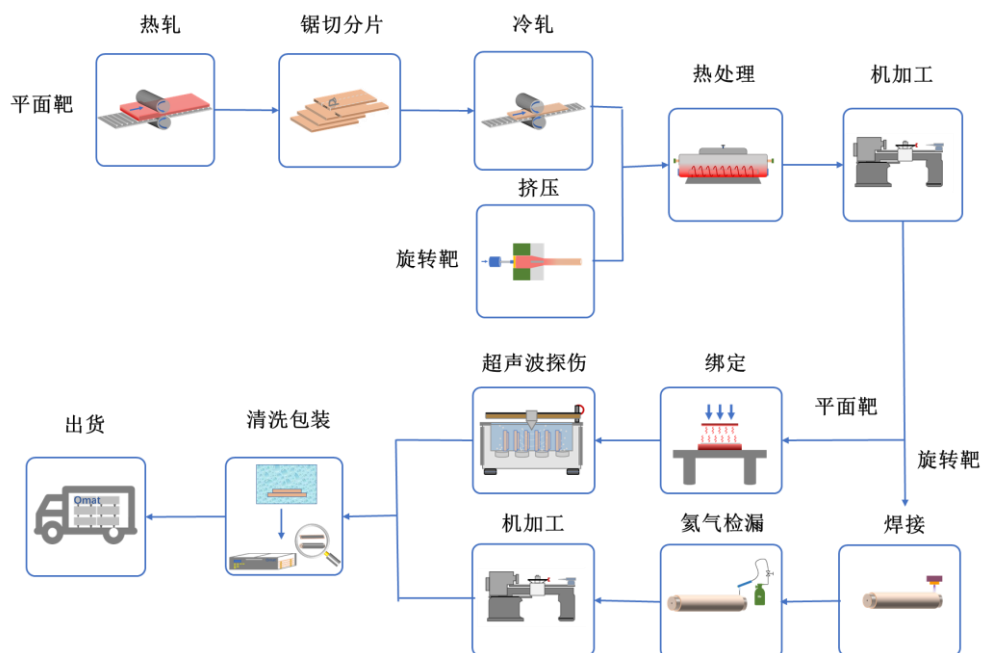 热轧
锯切分片
冷轧
热处理
机加工
平面靶
挤压
旋转靶
超声波探伤
绑定
平面靶
出货
清洗包装
旋转靶
Omat
机加工
氦气检漏
焊接